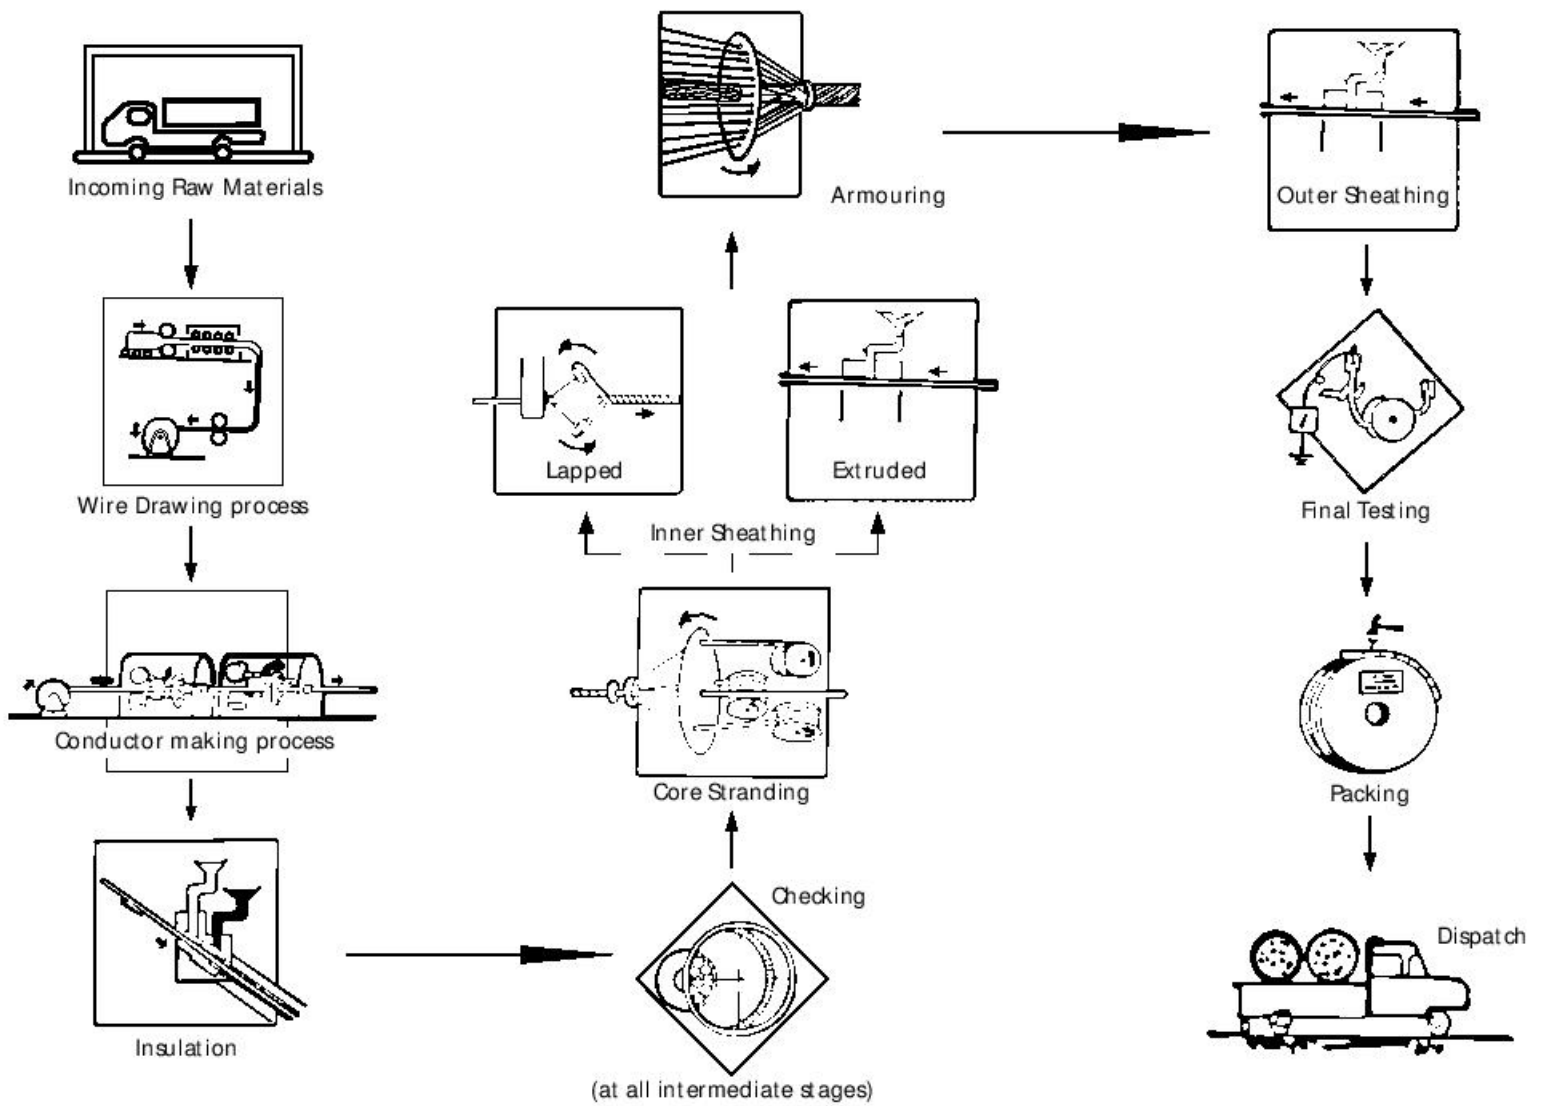 Incoming Raw Materials
Wire Drawing process
Conductor making process
Insulation
Checking
(at all intermediate stages)
Core Stranding
Inner Sheathing
Lapped
Extruded
Armouring
Outer Sheathing
Final Testing
Packing
Dispatch